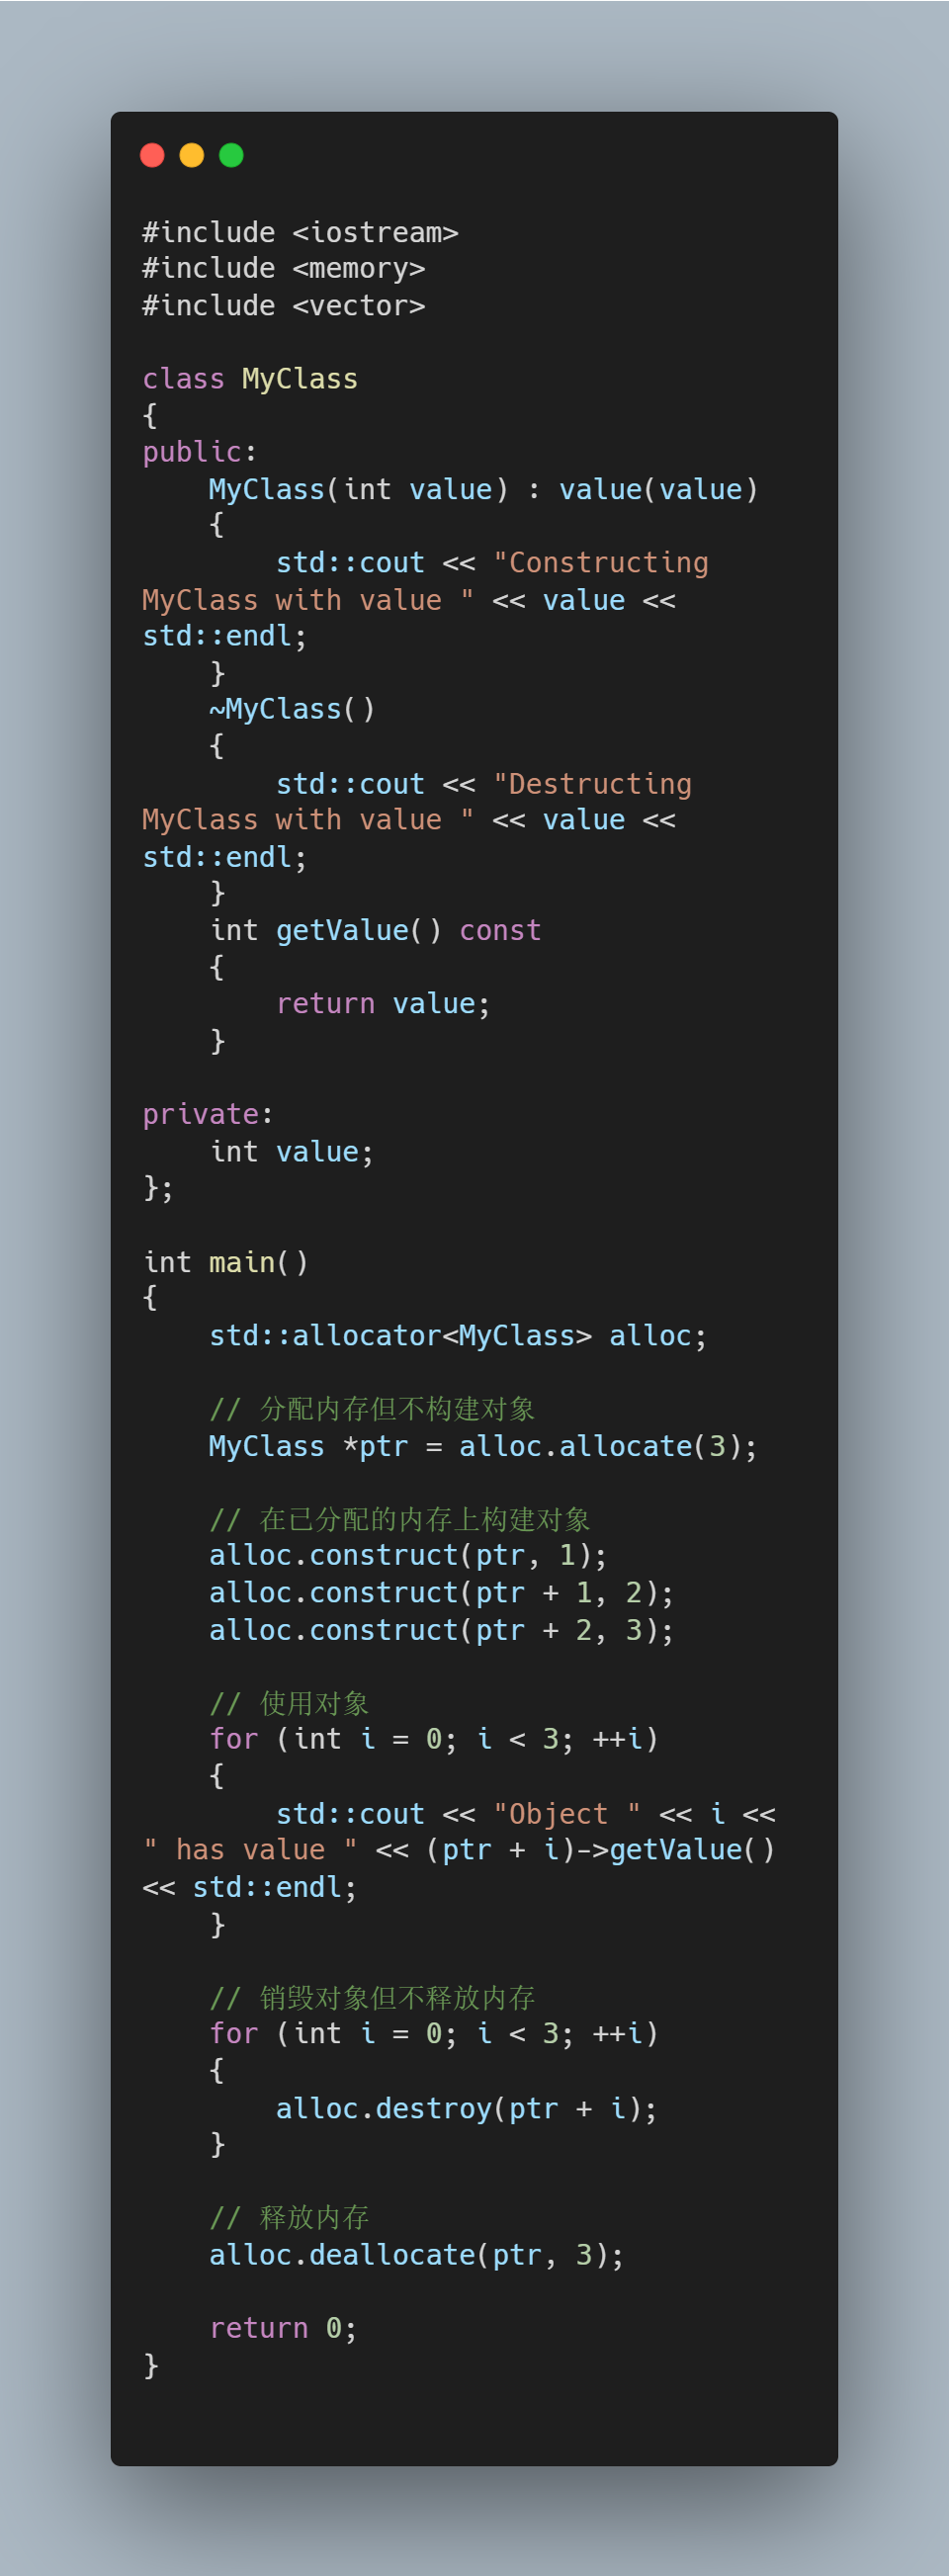 #include <iostream>
#include <memory>
#include <vector>

class MyClass
{
public:
    MyClass(int value) : value(value)
    {
        std::cout << "Constructing
MyClass with value " << value <<
std::endl;
    }
    ~MyClass()
    {
        std::cout << "Destructing
MyClass with value " << value <<
std::endl;
    }
    int getValue() const
    {
        return value;
    }

private:
    int value;
};

int main()
{
    std::allocator<MyClass> alloc;

    // 分配内存但不构建对象
    MyClass *ptr = alloc.allocate(3);

    // 在已分配的内存上构建对象
    alloc.construct(ptr, 1);
    alloc.construct(ptr + 1, 2);
    alloc.construct(ptr + 2, 3);

    // 使用对象
    for (int i = 0; i < 3; ++i)
    {
        std::cout << "Object " << i <<
" has value " << (ptr + i)->getValue()
<< std::endl;
    }

    // 销毁对象但不释放内存
    for (int i = 0; i < 3; ++i)
    {
        alloc.destroy(ptr + i);
    }

    // 释放内存
    alloc.deallocate(ptr, 3);

    return 0;
}